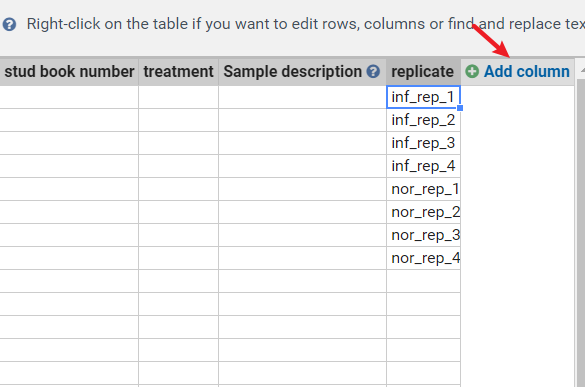 Right-click on the table if you want to edit rows, columns or find and replace tex
stud book number treatment Sample description replicate Add column
inf_rep_1
inf_rep_2
inf_rep_3
inf_rep_4
nor_rep_1
nor_rep_2
nor_rep_3
nor_rep_4